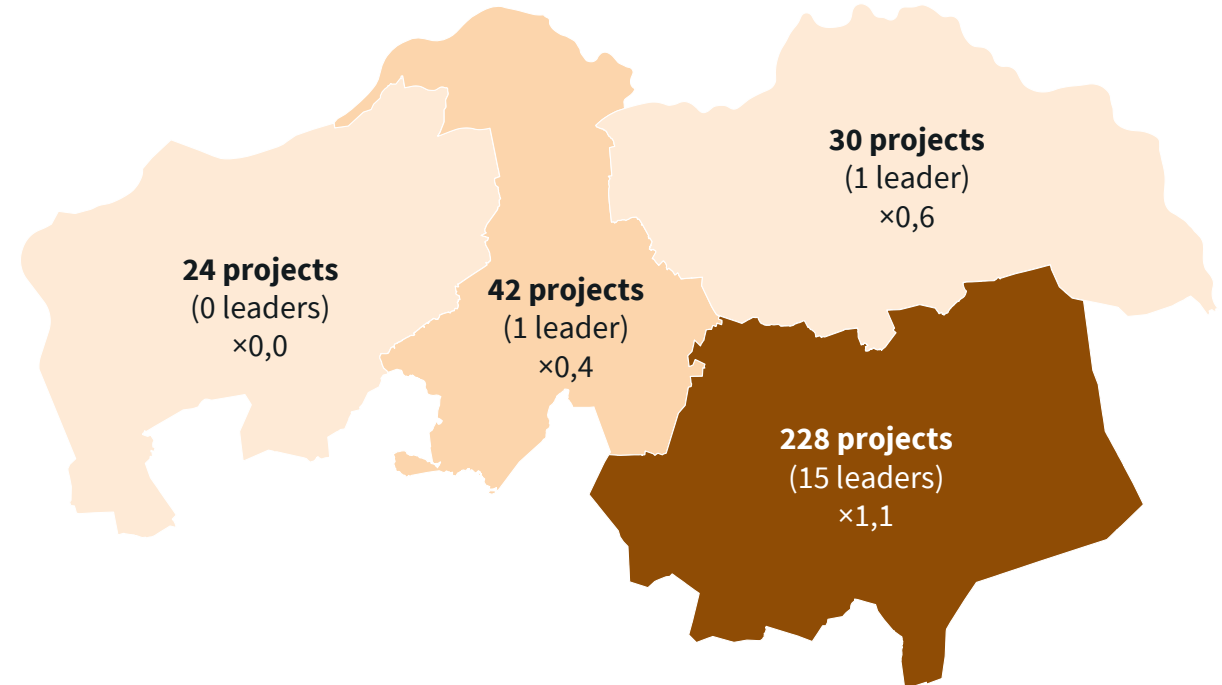 30 projects
(1 leader)
×0,6
24 projects
(0 leaders)
×0,0
42 projects
(1 leader)
×0,4
228 projects
(15 leaders)
×1,1